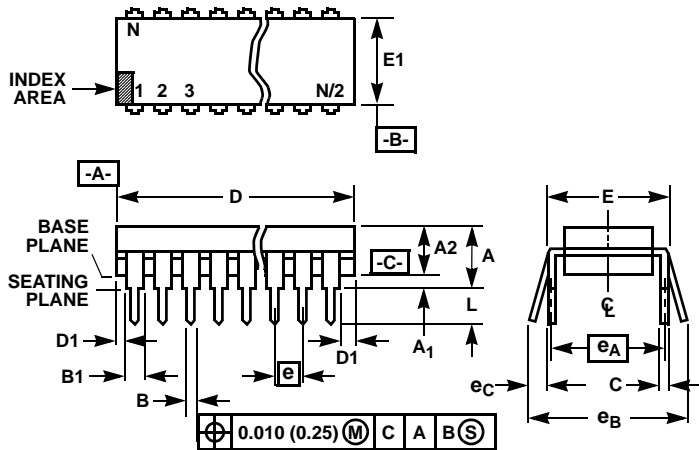 N
E1
INDEX
AREA
1 2 3 N/2
-B-
-A-
D
E
BASE
PLANE
A2
A
-C-
SEATING
PLANE
L
C
L
D1
A1
D1
eA
B1
e
eC
C
B
eB
0.010 (0.25) M C A B S